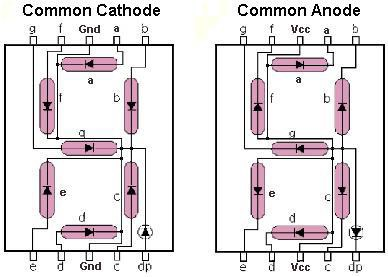 Common Cathode
Common Anode
g f Gnd a b
g f Vcc a b
a
a
f b
f b
g
g
e c
e c
d
d
e d Gnd c dp
e d Vcc c dp